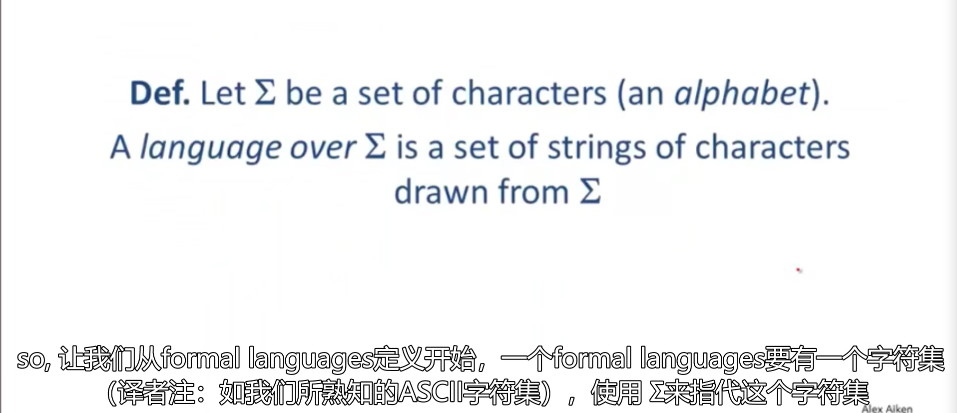 Def. Let Σ be a set of characters (an alphabet).
A language over Σ is a set of strings of characters
drawn from Σ
so, 让我们从formal languages定义开始，一个formal languages要有一个字符集
（译者注：如我们所熟知的ASCII字符集），使用 Σ来指代这个字符集
Alex Aiken